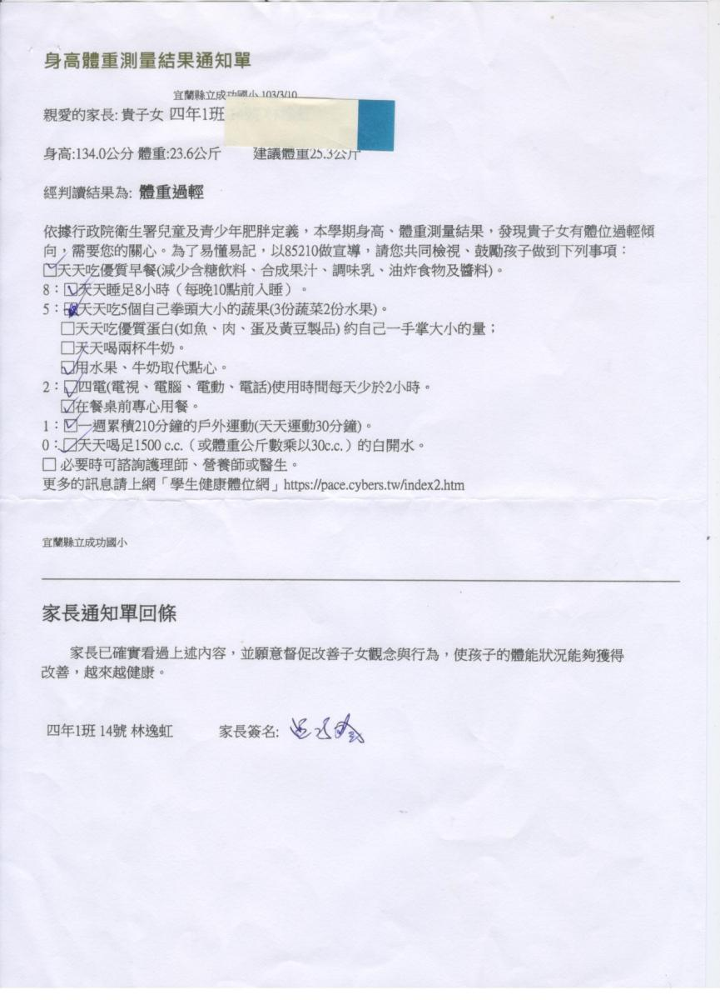 身高體重測量結果通知單
宜蘭縣立成功國小 103/3/10
親愛的家長: 貴子女 四年1班
身高:134.0公分 體重:23.6公斤 建議體重25.3公斤
經判讀結果為: 體重過輕
依據行政院衛生署兒童及青少年肥胖定義，本學期身高、體重測量結果，發現貴子女有體位過輕傾
向，需要您的關心。為了易懂易記，以85210做宣導，請您共同檢視、鼓勵孩子做到下列事項：
☑天天吃優質早餐(減少含糖飲料、合成果汁、調味乳、油炸食物及醬料)。
8：☑天天睡足8小時（每晚10點前入睡）。
5：☑天天吃5個自己拳頭大小的蔬果(3份蔬菜2份水果)。
□天天吃優質蛋白(如魚、肉、蛋及黃豆製品) 約自己一手掌大小的量；
□天天喝兩杯牛奶。
☑用水果、牛奶取代點心。
2：☑四電(電視、電腦、電動、電話)使用時間每天少於2小時。
☑在餐桌前專心用餐。
1：☑一週累積210分鐘的戶外運動(天天運動30分鐘)。
0：☑天天喝足1500 c.c.（或體重公斤數乘以30c.c.）的白開水。
□ 必要時可諮詢護理師、營養師或醫生。
更多的訊息請上網「學生健康體位網」https://pace.cybers.tw/index2.htm
宜蘭縣立成功國小
家長通知單回條
家長已確實看過上述內容，並願意督促改善子女觀念與行為，使孩子的體能狀況能夠獲得
改善，越來越健康。
四年1班 14號 林逸虹 家長簽名: